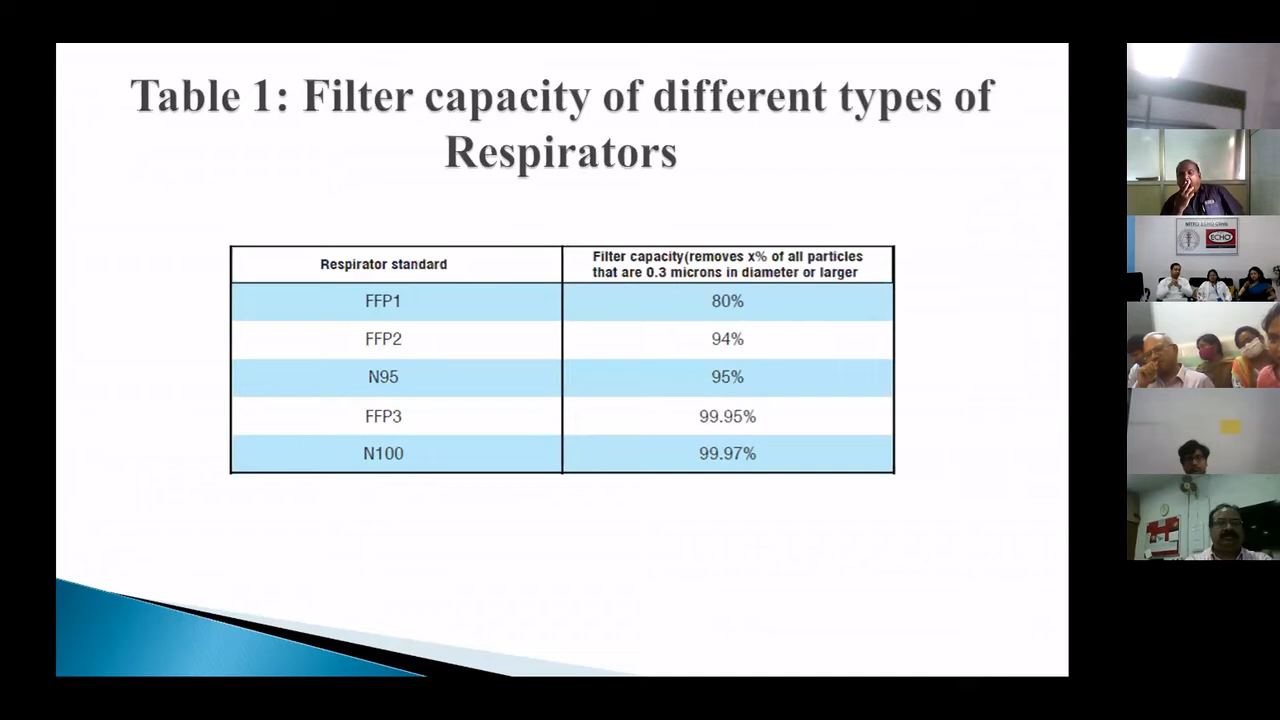 Table 1: Filter capacity of different types of
Respirators
Respirator standard
Filter capacity(removes x% of all particles
that are 0.3 microns in diameter or larger
FFP1
80%
FFP2
94%
N95
95%
FFP3
99.95%
N100
99.97%
ECHO